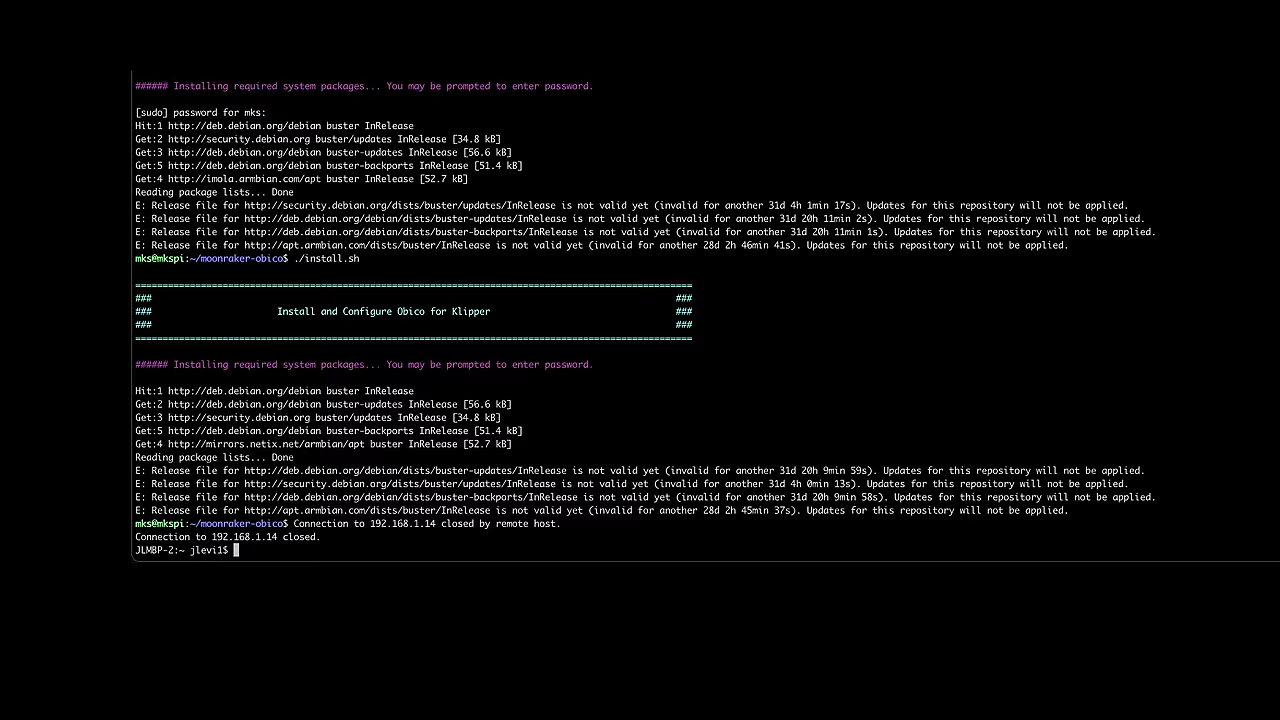 ###### Installing required system packages... You may be prompted to enter password.
[sudo] password for mks:
Hit:1 http://deb.debian.org/debian buster InRelease
Get:2 http://security.debian.org buster/updates InRelease [34.8 kB]
Get:3 http://deb.debian.org/debian buster-updates InRelease [56.6 kB]
Get:5 http://deb.debian.org/debian buster-backports InRelease [51.4 kB]
Get:4 http://imola.armbian.com/apt buster InRelease [52.7 kB]
Reading package lists... Done
E: Release file for http://security.debian.org/dists/buster/updates/InRelease is not valid yet (invalid for another 31d 4h 1min 17s). Updates for this repository will not be applied.
E: Release file for http://deb.debian.org/debian/dists/buster-updates/InRelease is not valid yet (invalid for another 31d 20h 11min 2s). Updates for this repository will not be applied.
E: Release file for http://deb.debian.org/debian/dists/buster-backports/InRelease is not valid yet (invalid for another 31d 20h 11min 1s). Updates for this repository will not be applied.
E: Release file for http://apt.armbian.com/dists/buster/InRelease is not valid yet (invalid for another 28d 2h 46min 41s). Updates for this repository will not be applied.
mks@mkspi:~/moonraker-obico$ ./install.sh
======================================================================================================
### ###
### Install and Configure Obico for Klipper ###
### ###
======================================================================================================
###### Installing required system packages... You may be prompted to enter password.
Hit:1 http://deb.debian.org/debian buster InRelease
Get:2 http://deb.debian.org/debian buster-updates InRelease [56.6 kB]
Get:3 http://security.debian.org buster/updates InRelease [34.8 kB]
Get:5 http://deb.debian.org/debian buster-backports InRelease [51.4 kB]
Get:4 http://mirrors.netix.net/armbian/apt buster InRelease [52.7 kB]
Reading package lists... Done
E: Release file for http://deb.debian.org/debian/dists/buster-updates/InRelease is not valid yet (invalid for another 31d 20h 9min 59s). Updates for this repository will not be applied.
E: Release file for http://security.debian.org/dists/buster/updates/InRelease is not valid yet (invalid for another 31d 4h 0min 13s). Updates for this repository will not be applied.
E: Release file for http://deb.debian.org/debian/dists/buster-backports/InRelease is not valid yet (invalid for another 31d 20h 9min 58s). Updates for this repository will not be applied.
E: Release file for http://apt.armbian.com/dists/buster/InRelease is not valid yet (invalid for another 28d 2h 45min 37s). Updates for this repository will not be applied.
mks@mkspi:~/moonraker-obico$ Connection to 192.168.1.14 closed by remote host.
Connection to 192.168.1.14 closed.
JLMBP-2:~ jlevi1$